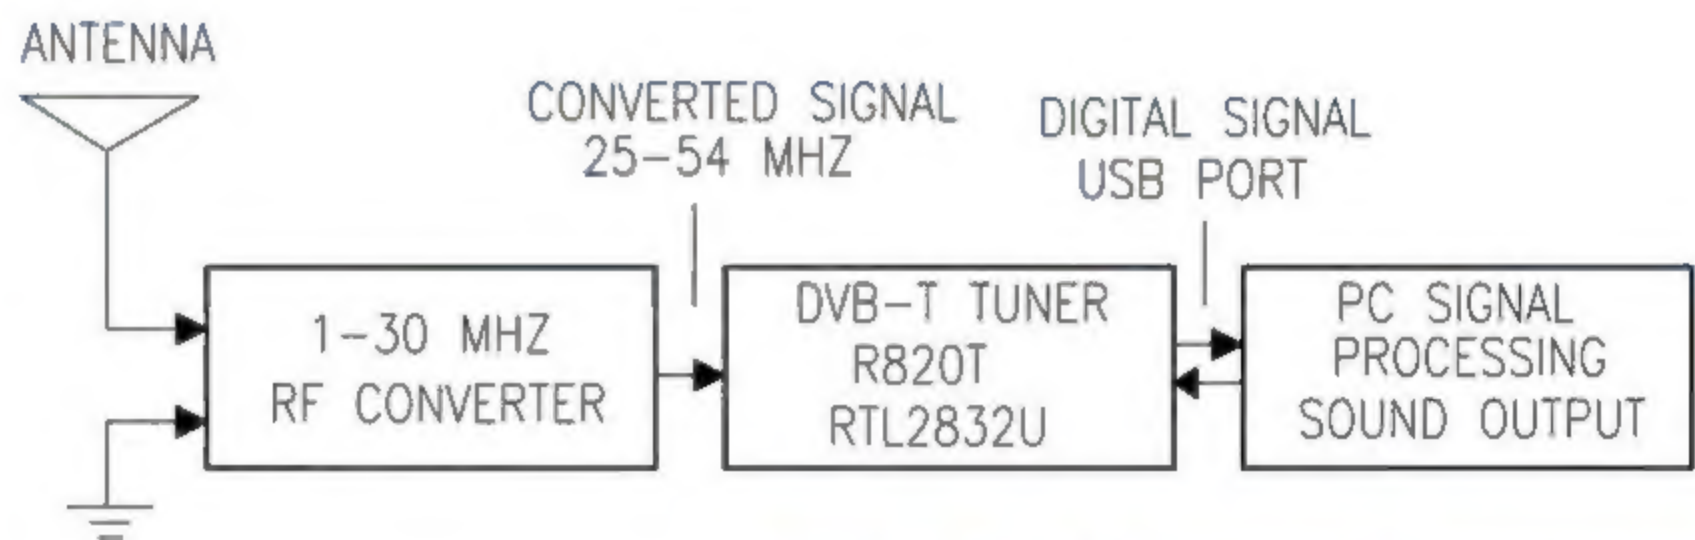 ANTENNA
CONVERTED SIGNAL
25-54 MHZ
DIGITAL SIGNAL
USB PORT
1-30 MHZ
RF CONVERTER
DVB-T TUNER
R820T
RTL2832U
PC SIGNAL
PROCESSING
SOUND OUTPUT